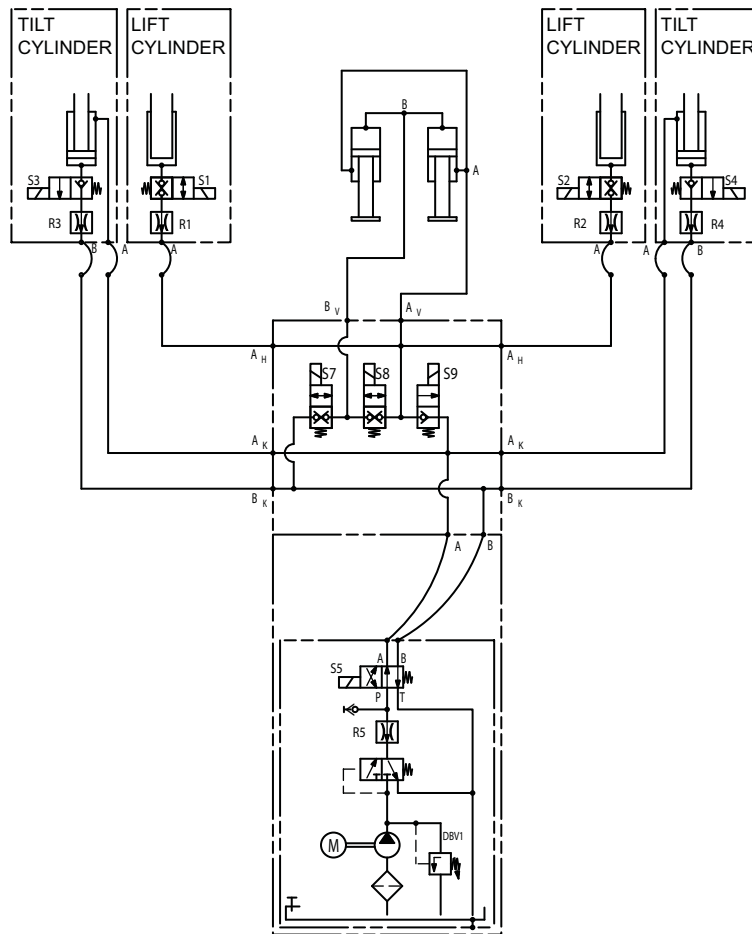 TILT
CYLINDER
LIFT
CYLINDER
LIFT
CYLINDER
TILT
CYLINDER
B
A
S3
S1
S2
S4
R3
R1
R2
R4
B
A
A
A
A
B
B V
A V
A H
A H
S7
S8
S9
A K
A K
B K
B K
A
B
A
B
S5
P
T
R5
DBV1
M